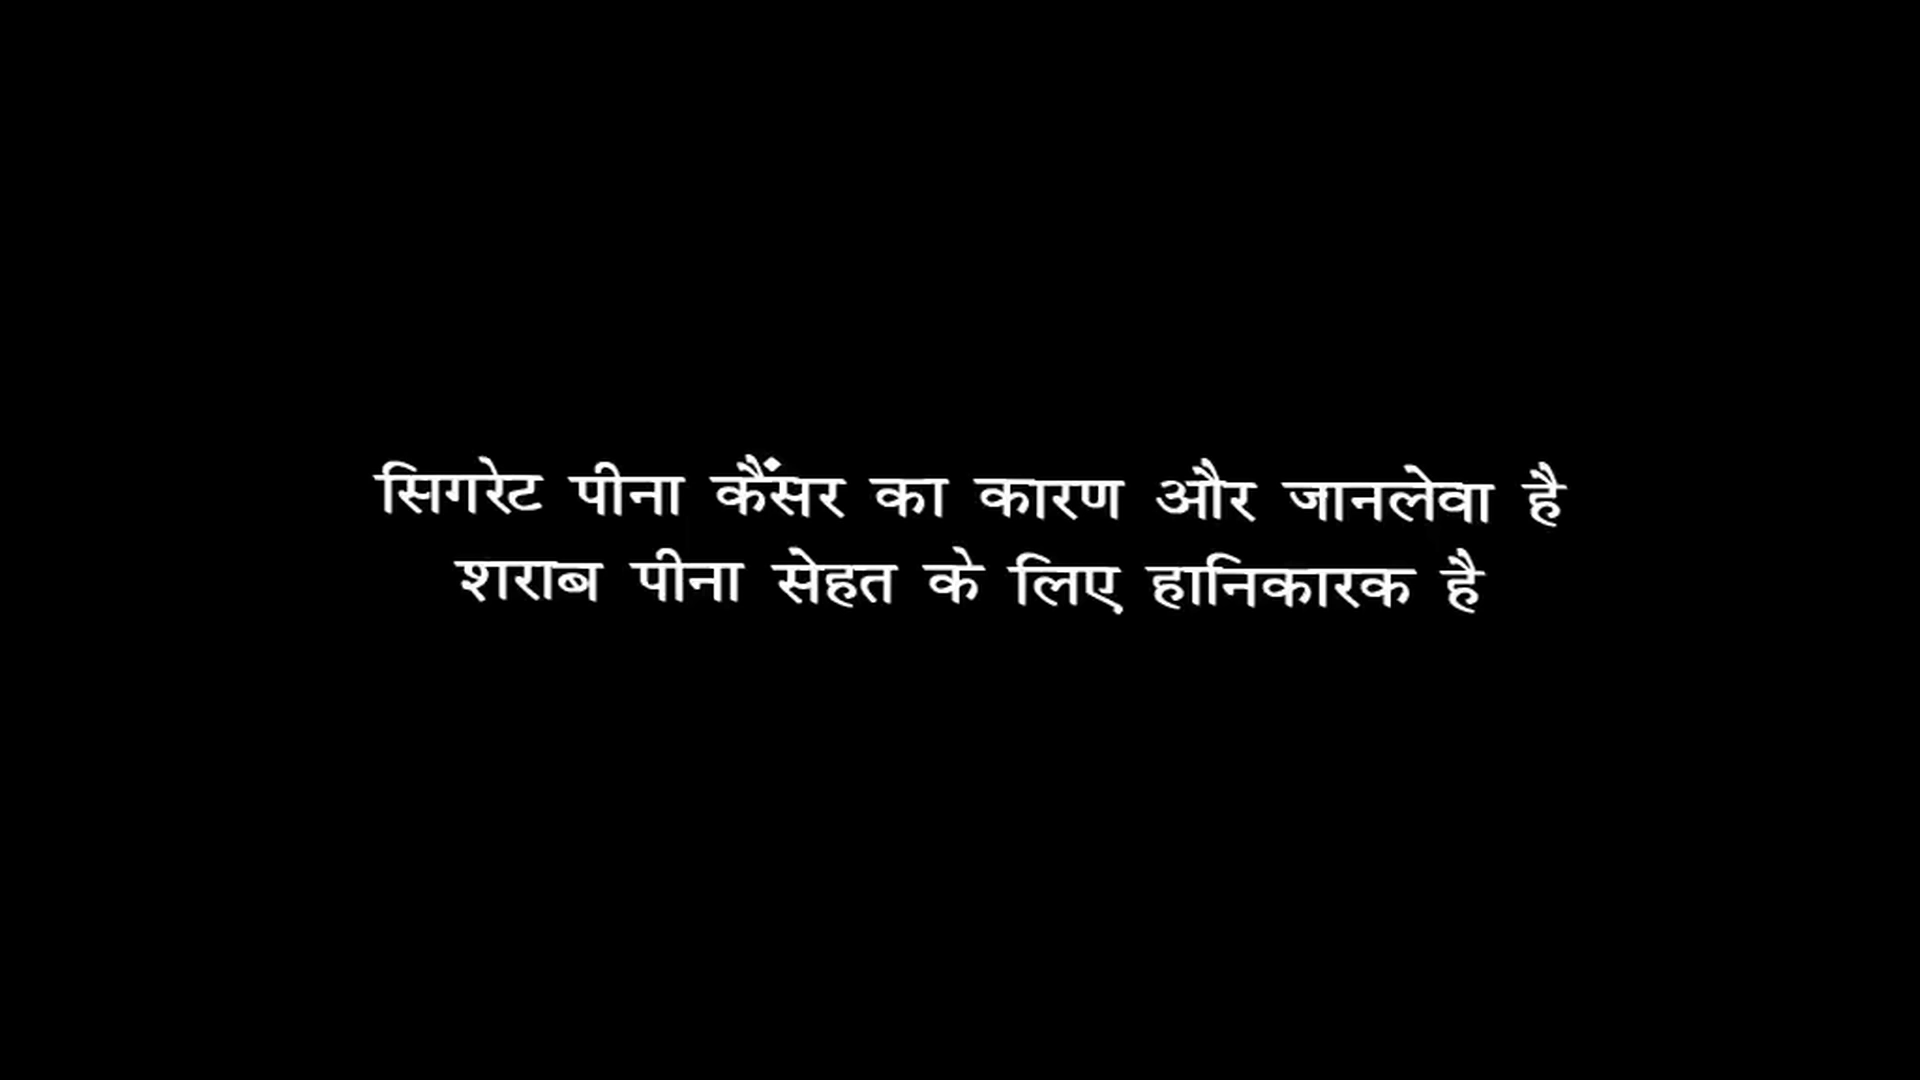 सिगरेट पीना कैंसर का कारण और जानलेवा है
शराब पीना सेहत के लिए हानिकारक है